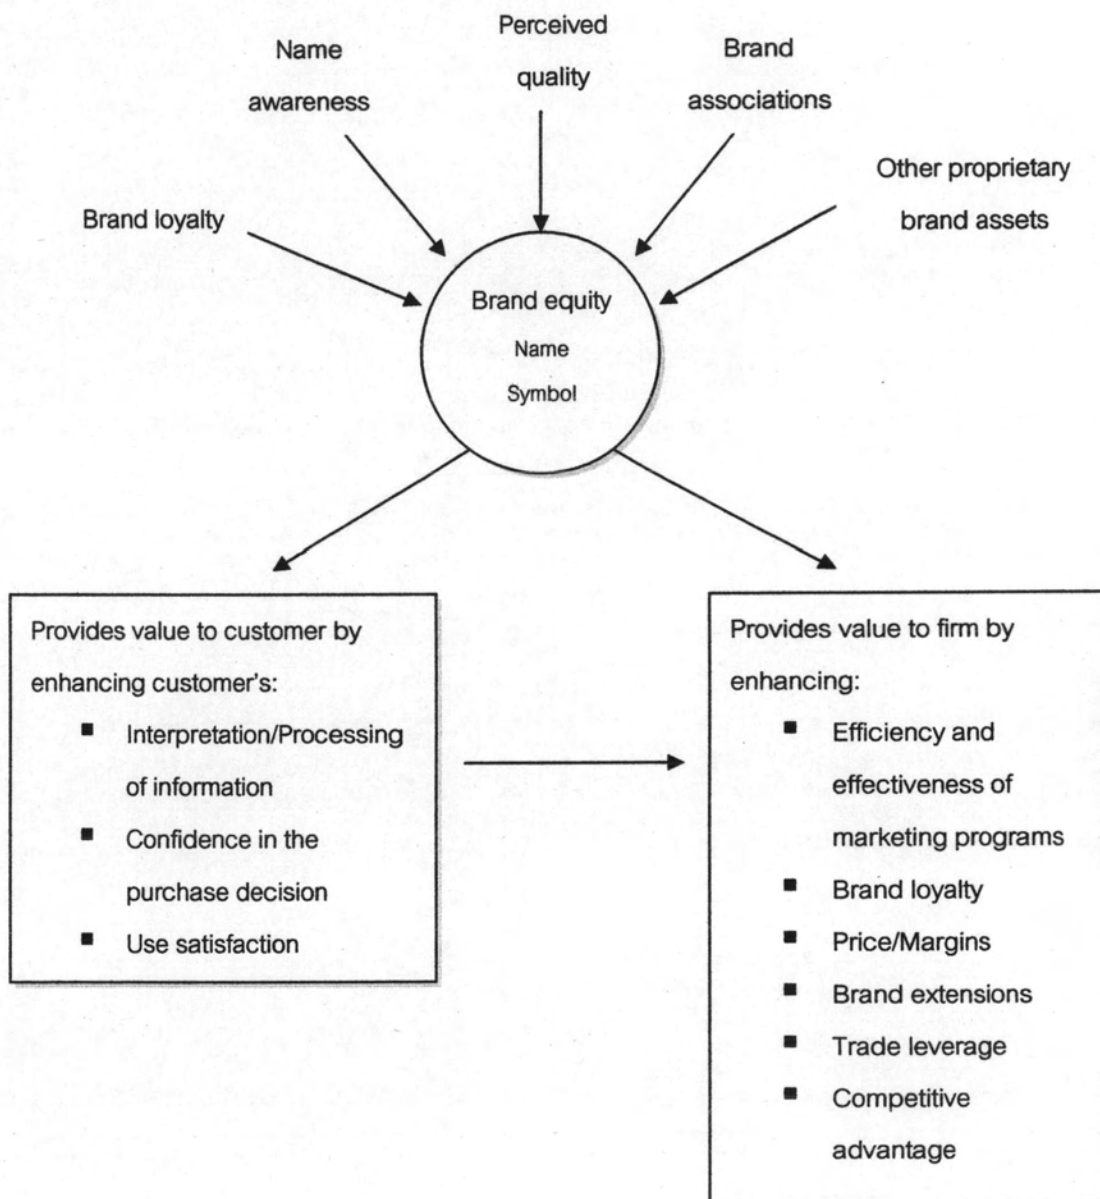 Perceived
quality
Name
awareness
Brand
associations
Other proprietary
brand assets
Brand loyalty
Brand equity
Name
Symbol
Provides value to customer by
enhancing customer's:
■ Interpretation/Processing
of information
■ Confidence in the
purchase decision
■ Use satisfaction
Provides value to firm by
enhancing:
■ Efficiency and
effectiveness of
marketing programs
■ Brand loyalty
■ Price/Margins
■ Brand extensions
■ Trade leverage
■ Competitive
advantage